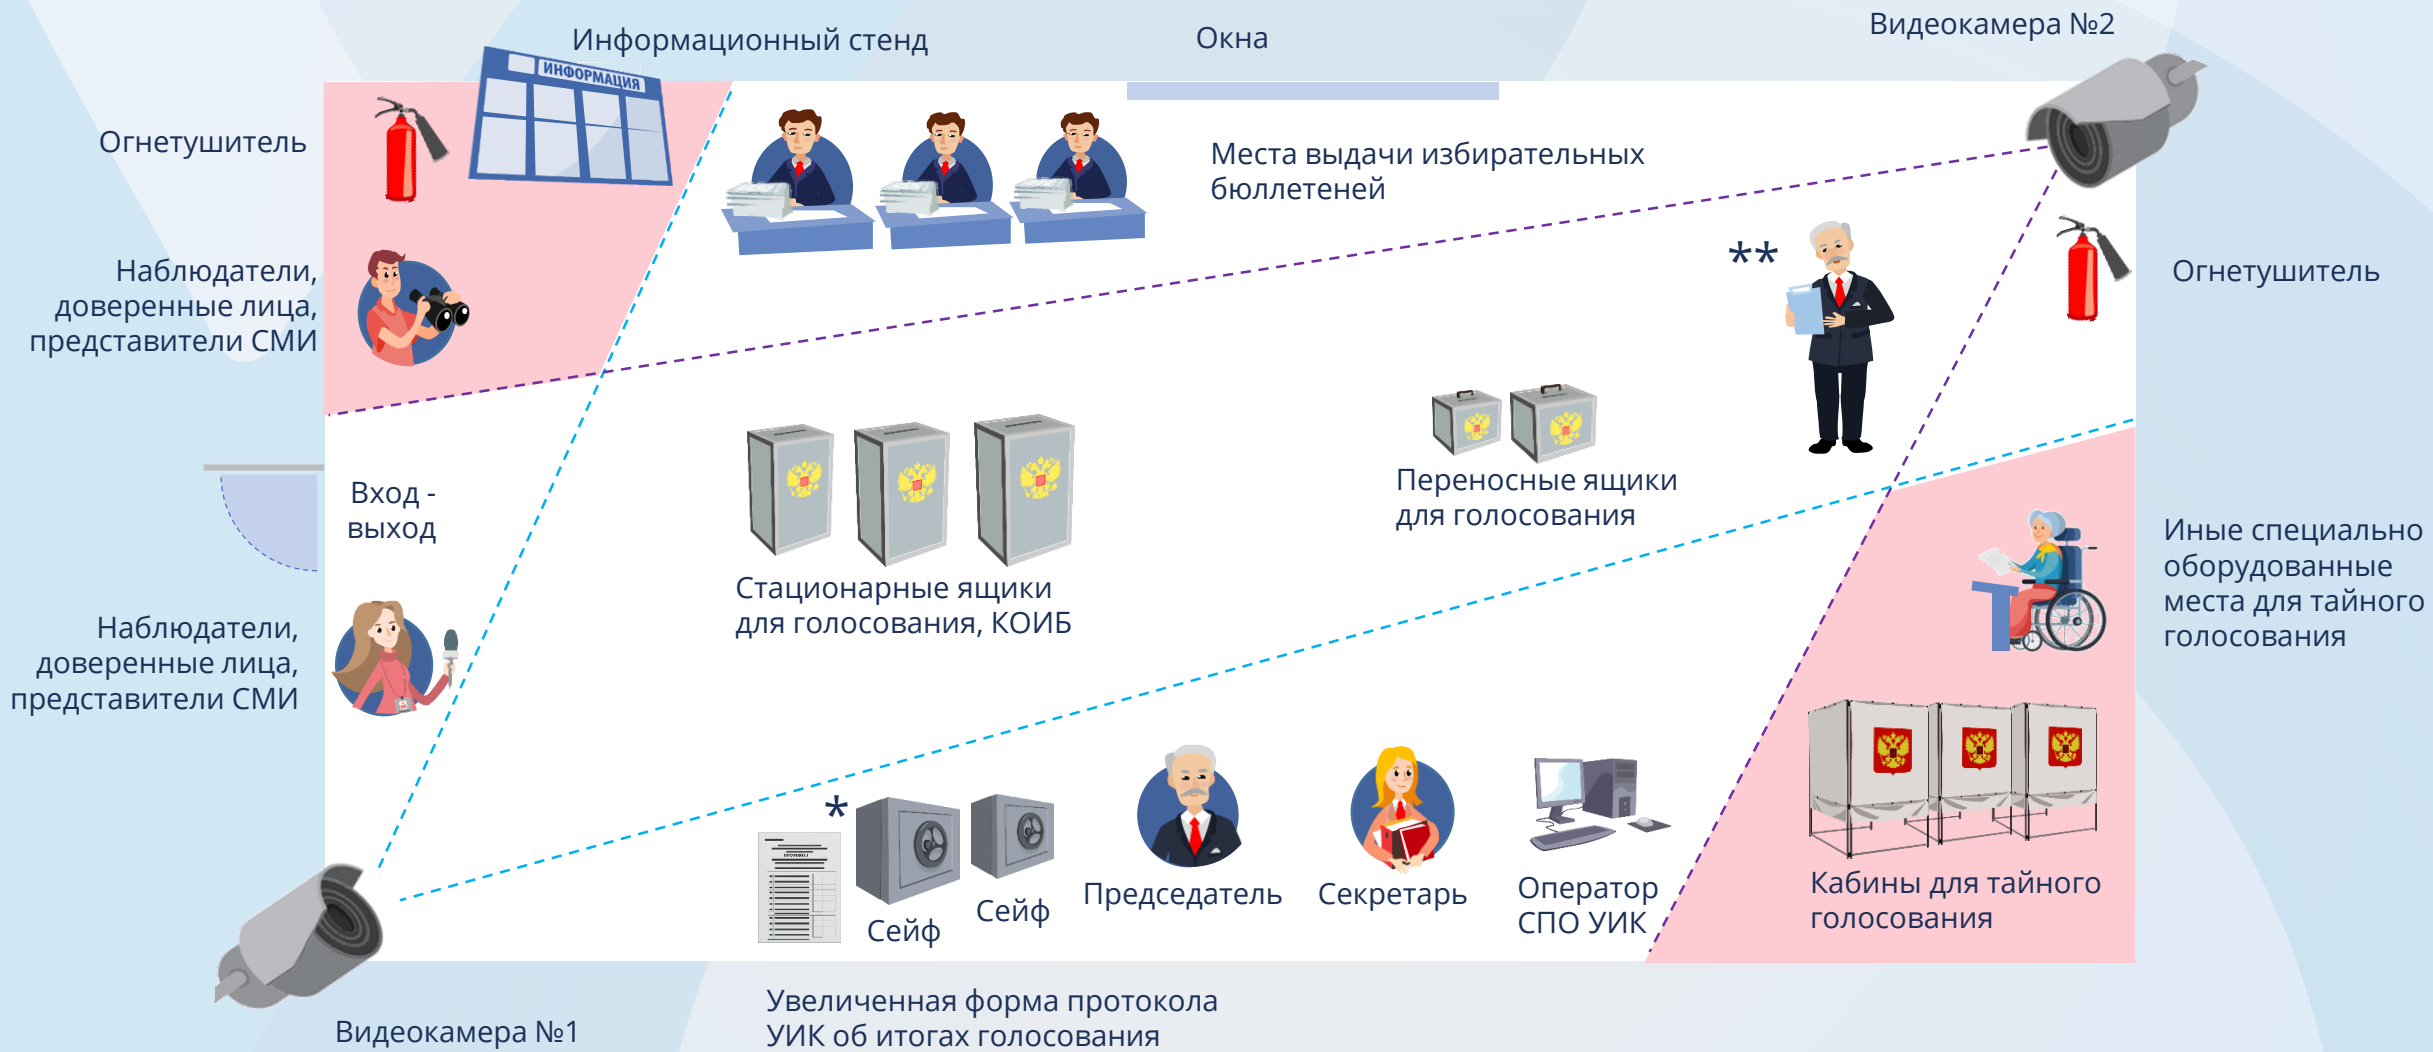 Информационный стенд
Окна
Видеокамера №2
ИНФОРМАЦИЯ
Огнетушитель
Места выдачи избирательных
бюллетеней
**
Наблюдатели,
доверенные лица,
представители СМИ
Огнетушитель
Вход -
выход
Переносные ящики
для голосования
Стационарные ящики
для голосования, КОИБ
Иные специально
оборудованные
места для тайного
голосования
Наблюдатели,
доверенные лица,
представители СМИ
*
ПРОТОКОЛ
Сейф
Сейф
Председатель
Секретарь
Оператор
СПО УИК
Кабины для тайного
голосования
Увеличенная форма протокола
УИК об итогах голосования
Видеокамера №1